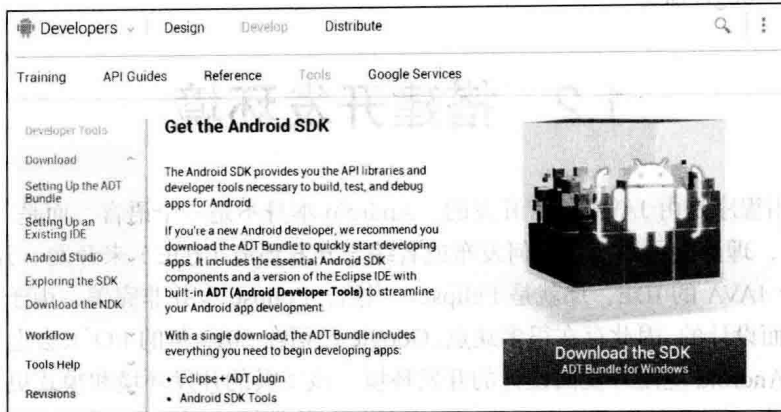 Developers
Design
Develop
Distribute
Training
API Guides
Reference
Tools
Google Services
Developer Tools
Download
Setting Up the ADT
Bundle
Setting Up an
Existing IDE
Android Studio
Exploring the SDK
Download the NDK
Workflow
Tools Help
Revisions
Get the Android SDK
The Android SDK provides you the API libraries and
developer tools necessary to build, test, and debug
apps for Android.
If you're a new Android developer, we recommend you
download the ADT Bundle to quickly start developing
apps. It includes the essential Android SDK
components and a version of the Eclipse IDE with
built-in ADT (Android Developer Tools) to streamline
your Android app development.
With a single download, the ADT Bundle includes
everything you need to begin developing apps:
• Eclipse + ADT plugin
• Android SDK Tools
Download the SDK
ADT Bundle for Windows